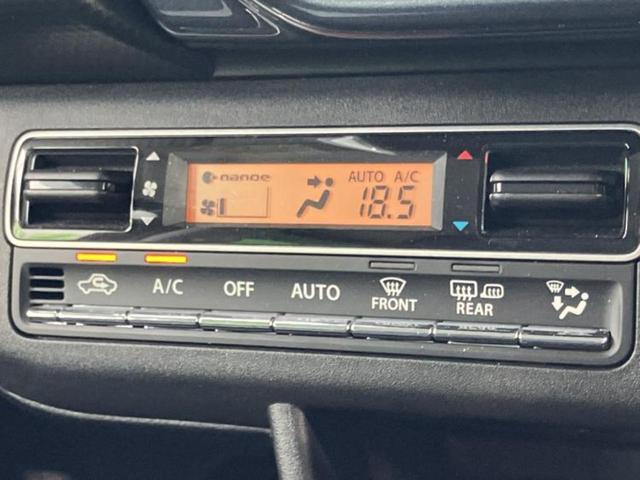 nanoe AUTO A/C
18.5
A/C OFF AUTO FRONT REAR